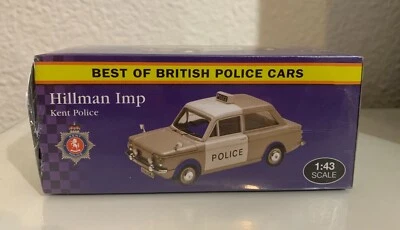 BEST OF BRITISH POLICE CARS
Hillman Imp
Kent Police
POLICE
1:43
SCALE